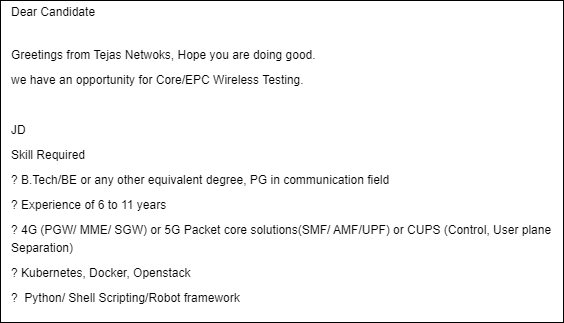 Dear Candidate
Greetings from Tejas Netwoks, Hope you are doing good.
we have an opportunity for Core/EPC Wireless Testing.
JD
Skill Required
? B.Tech/BE or any other equivalent degree, PG in communication field
? Experience of 6 to 11 years
? 4G (PGW/ MME/ SGW) or 5G Packet core solutions(SMF/ AMF/UPF) or CUPS (Control, User plane
Separation)
? Kubernetes, Docker, Openstack
?  Python/ Shell Scripting/Robot framework